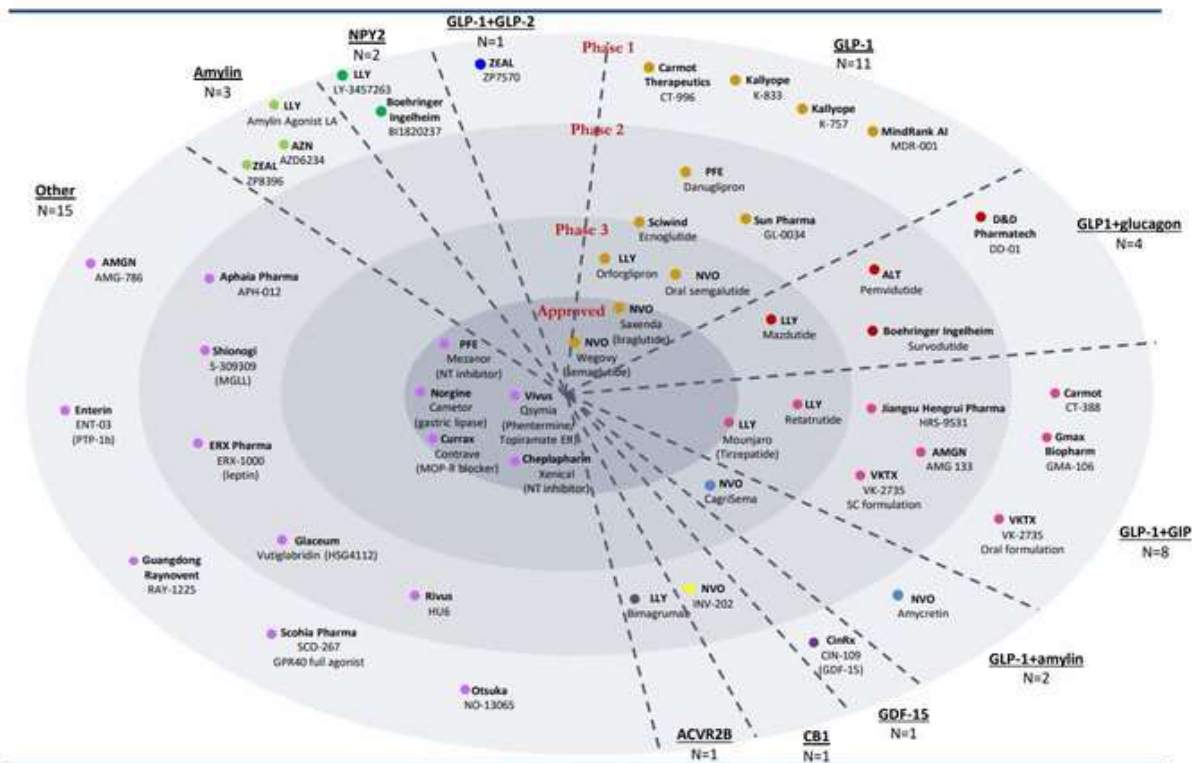 GLP-1+GLP-2
N=1
NPY2
N=2
Amylin
N=3
Other
N=15
GLP-1
N=11
GLP1+glucagon
N=4
GLP-1+GIP
N=8
GLP-1+amylin
N=2
GDF-15
N=1
CB1
N=1
ACVR2B
N=1
Phase 1
Phase 2
Phase 3
Approved
ZEAL
ZP7570
LLY
LY-3457263
Boehringer
Ingelheim
BI1820237
LLY
Amylin Agonist LA
AZN
AZD6234
ZEAL
ZP8396
Carmot
Therapeutics
CT-996
Kallyope
K-833
Kallyope
K-757
MindRank AI
MDR-001
PFE
Danuglipron
Sciwind
Ecnoglutide
Sun Pharma
GL-0034
LLY
Orforglipron
NVO
Oral semgalutide
NVO
Saxenda
(liraglutide)
NVO
Wegovy
(semaglutide)
D&D
Pharmatech
DD-01
ALT
Pemvidutide
LLY
Mazdutide
Boehringer Ingelheim
Survodutide
Carmot
CT-388
Jiangsu Hengrui Pharma
HRS-9531
LLY
Retatrutide
LLY
Mounjaro
(Tirzepatide)
Gmax
Biopharm
GMA-106
AMGN
AMG 133
VKTX
VK-2735
SC formulation
VKTX
VK-2735
Oral formulation
NVO
CagriSema
NVO
Amycretin
CinRx
CIN-109
(GDF-15)
NVO
INV-202
LLY
Bimagrumab
AMGN
AMG-786
Aphaia Pharma
APH-012
Shionogi
S-309309
(MGLL)
Enterin
ENT-03
(PTP-1b)
ERX Pharma
ERX-1000
(leptin)
PFE
Mezanor
(NT inhibitor)
Norgine
Cametor
(gastric lipase)
Vivus
Qsymia
(Phentermine/
Topiramate ER)
Currax
Contrave
(MOP-R blocker)
Cheplapharin
Xenical
(NT inhibitor)
Glaceum
Vutiglabridin (HSG4112)
Guangdong
Raynovent
RAY-1225
Rivus
HU6
Scohia Pharma
SCO-267
GPR40 full agonist
Otsuka
NO-13065